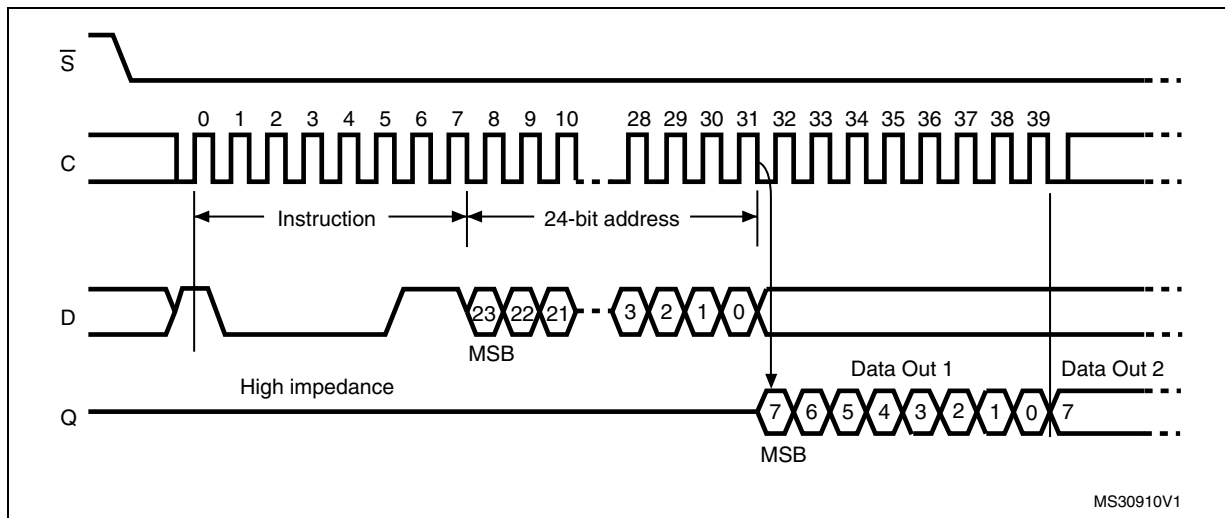 S
0 1 2 3 4 5 6 7 8 9 10 28 29 30 31 32 33 34 35 36 37 38 39
C
Instruction 24-bit address
D 23 22 21 3 2 1 0
MSB
High impedance Data Out 1 Data Out 2
Q 7 6 5 4 3 2 1 0 7
MSB
MS30910V1